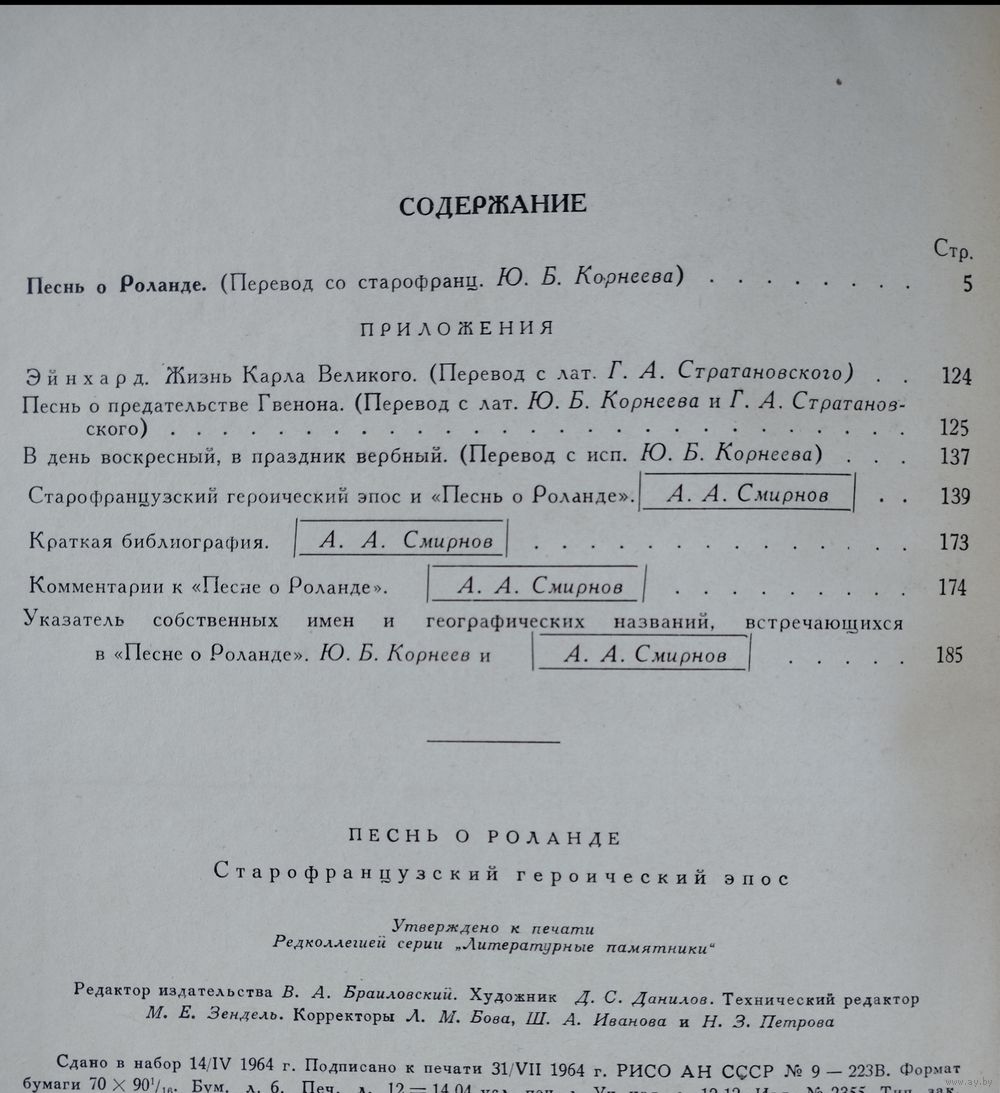 СОДЕРЖАНИЕ
Стр.
Песнь о Роланде. (Перевод со старофранц. Ю. Б. Корнеева) . . . . . . . . 5
ПРИЛОЖЕНИЯ
Эйнхард. Жизнь Карла Великого. (Перевод с лат. Г. А. Стратановского) . . 124
Песнь о предательстве Гвенона. (Перевод с лат. Ю. Б. Корнеева и Г. А. Стратанов-
ского) . . . . . . . . . . . . . . . . . . . . . . . . . . . 125
В день воскресный, в праздник вербный. (Перевод с исп. Ю. Б. Корнеева) . . . 137
Старофранцузский героический эпос и «Песнь о Роланде». А. А. Смирнов . . 139
Краткая библиография. А. А. Смирнов . . . . . . . . . . . . . . 173
Комментарии к «Песне о Роланде». А. А. Смирнов . . . . . . . . . 174
Указатель собственных имен и географических названий, встречающихся
в «Песне о Роланде». Ю. Б. Корнеев и А. А. Смирнов . . . . . 185
ПЕСНЬ О РОЛАНДЕ
Старофранцузский героический эпос
Утверждено к печати
Редколлегией серии „Литературные памятники“
Редактор издательства В. А. Браиловский. Художник Д. С. Данилов. Технический редактор
М. Е. Зендель. Корректоры Л. М. Бова, Ш. А. Иванова и Н. З. Петрова
Сдано в набор 14/IV 1964 г. Подписано к печати 31/VII 1964 г. РИСО АН СССР № 9 — 223В. Формат
бумаги 70 × 90¹/₁₆. Бум. л. 6. Печ. л. 12 = 14.04
www.ay.by